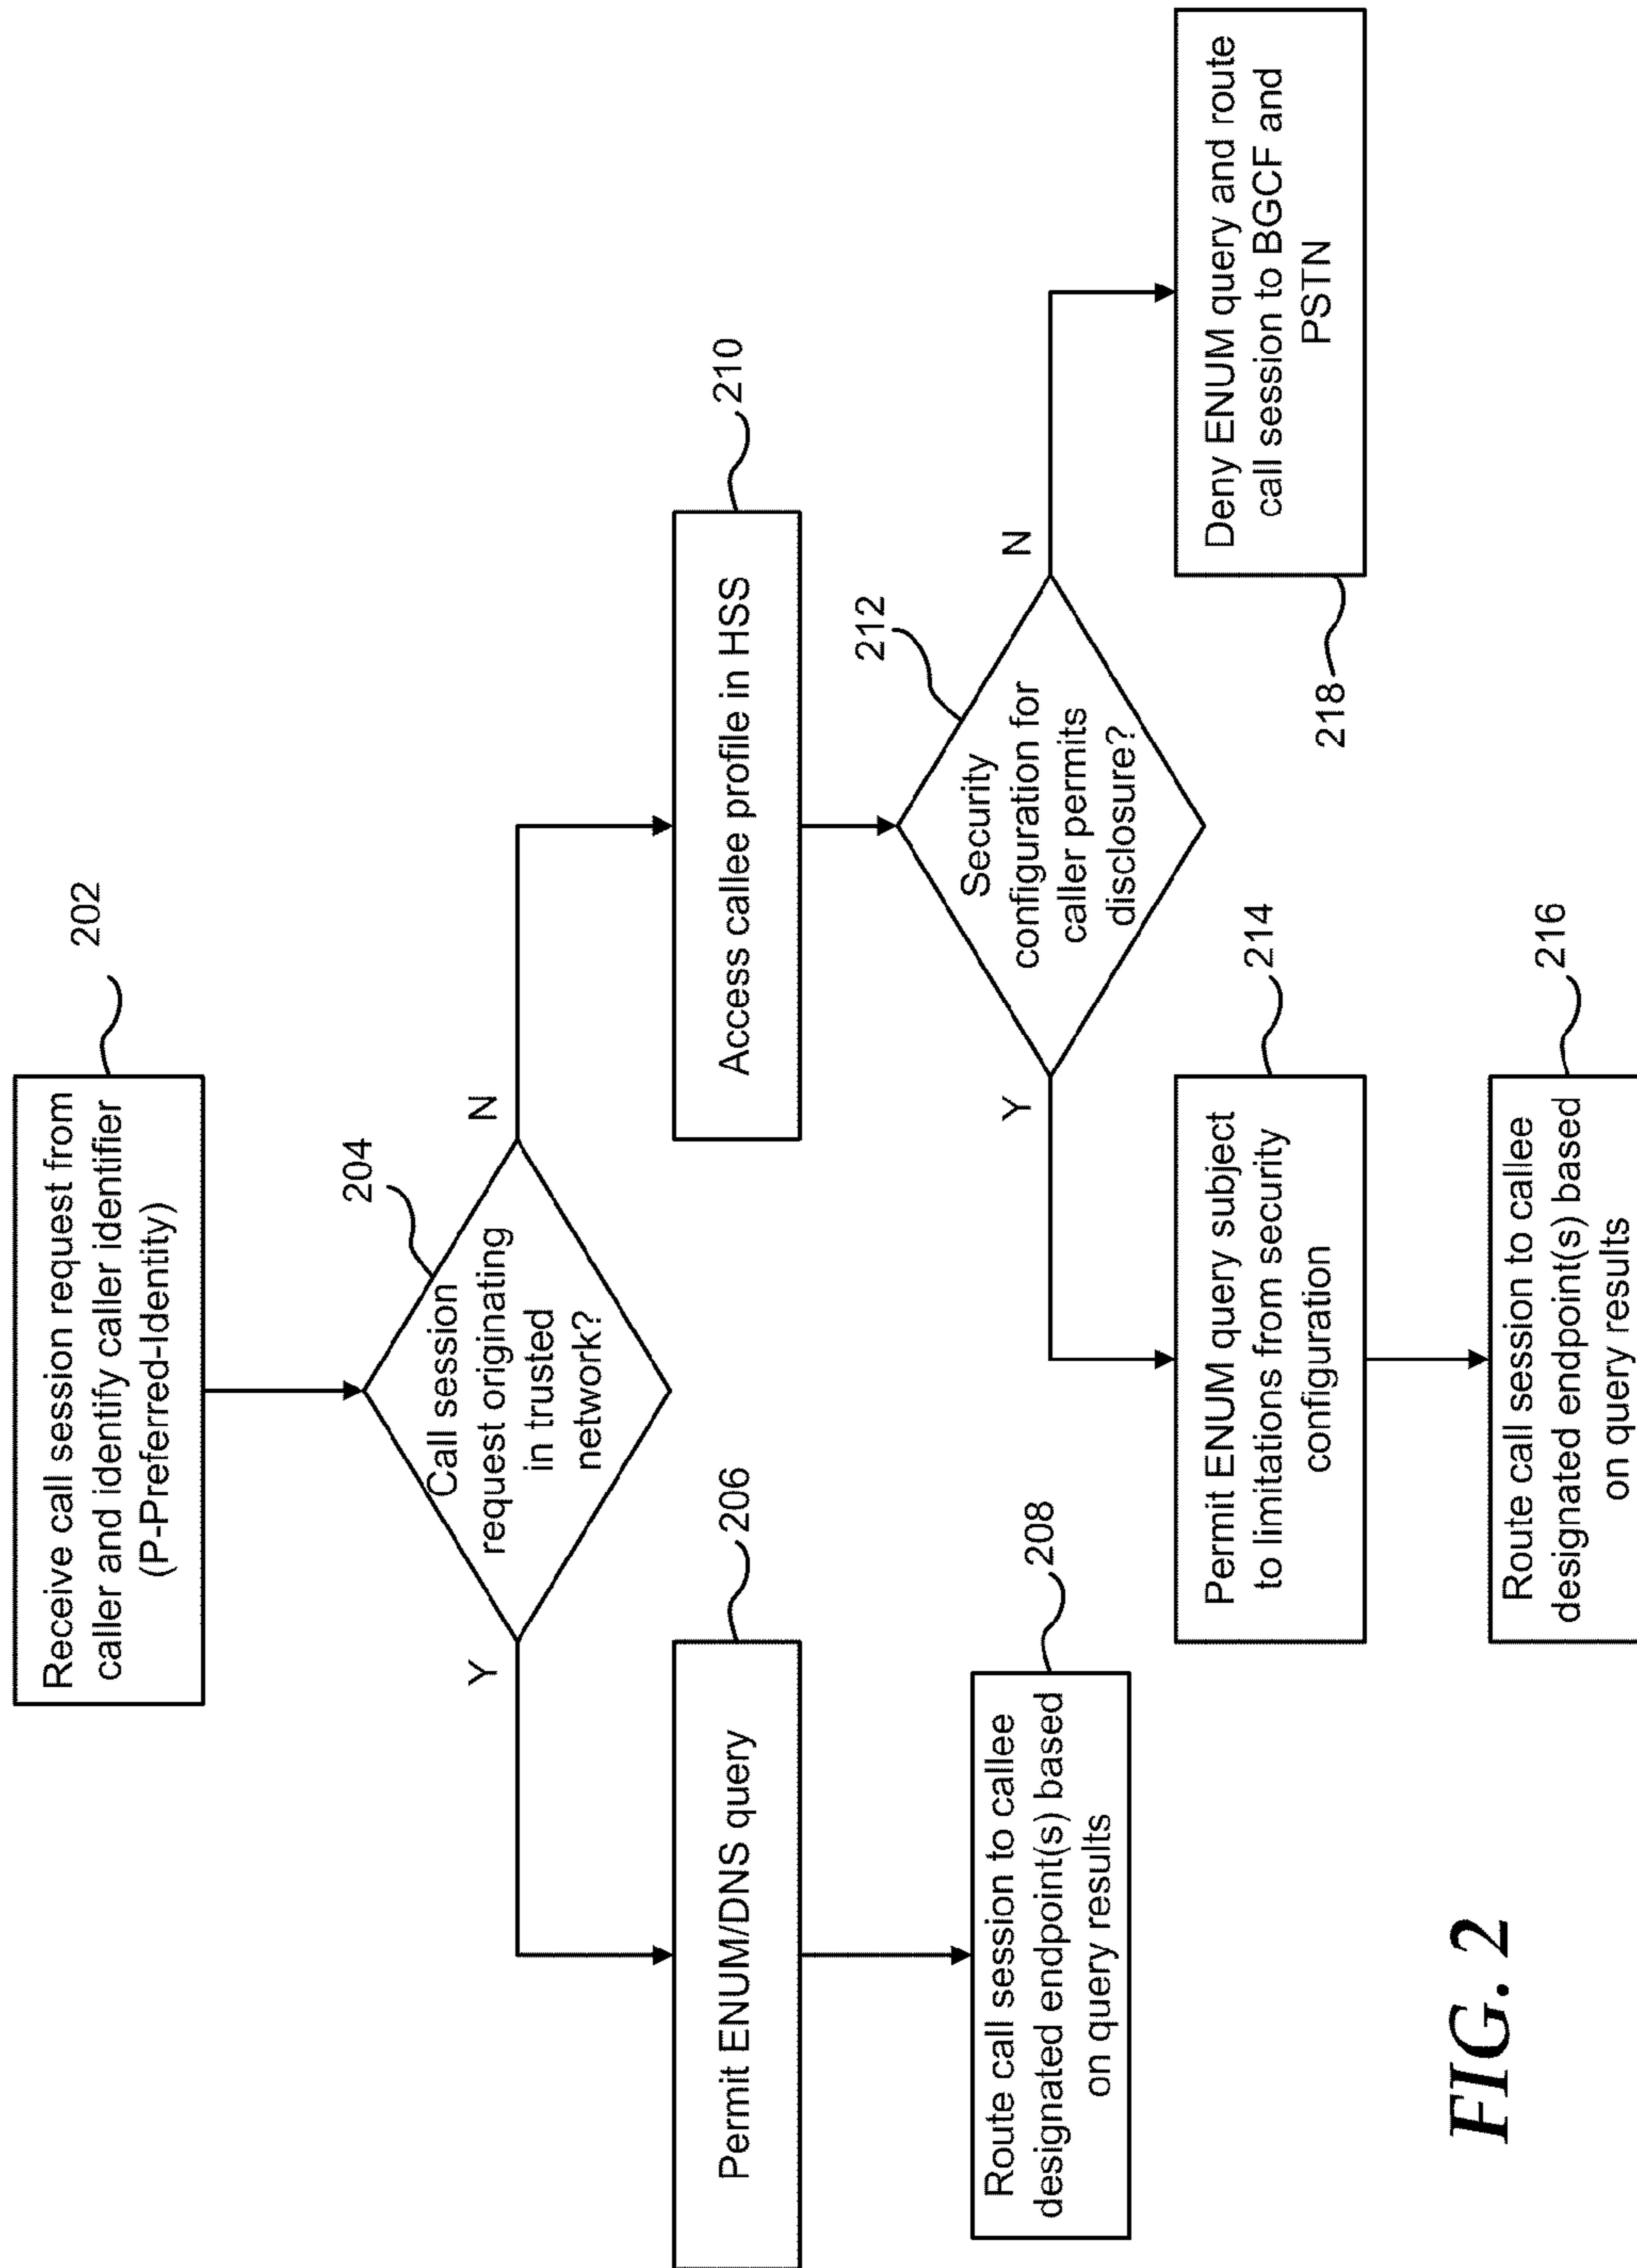 202
Receive call session request from
caller and identify caller identifier
(P-Preferred-Identity)
204
Call session
request originating
in trusted
network?
Y
N
206
Permit ENUM/DNS query
208
Route call session to callee
designated endpoint(s) based
on query results
210
Access callee profile in HSS
212
Security
configuration for
caller permits
disclosure?
Y
N
214
Permit ENUM query subject
to limitations from security
configuration
216
Route call session to callee
designated endpoint(s) based
on query results
Deny ENUM query and route
call session to BGCF and
PSTN
218
FIG. 2